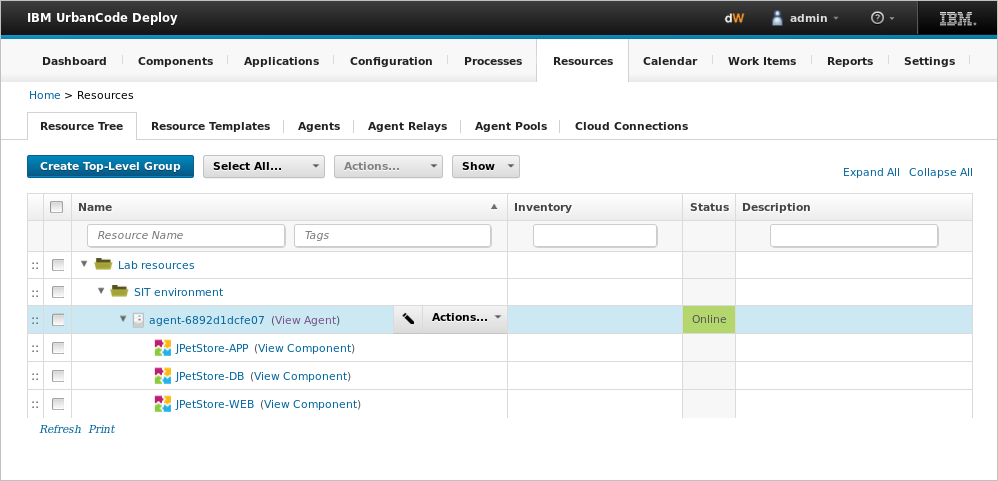 IBM UrbanCode Deploy dW admin ? IBM
Dashboard Components Applications Configuration Processes Resources Calendar Work Items Reports Settings
Home > Resources
Resource Tree Resource Templates Agents Agent Relays Agent Pools Cloud Connections
Create Top-Level Group Select All... Actions... Show Expand All Collapse All
Name Inventory Status Description
Resource Name Tags
Lab resources
SIT environment
agent-6892d1dcfe07 (View Agent) Actions... Online
JPetStore-APP (View Component)
JPetStore-DB (View Component)
JPetStore-WEB (View Component)
Refresh Print